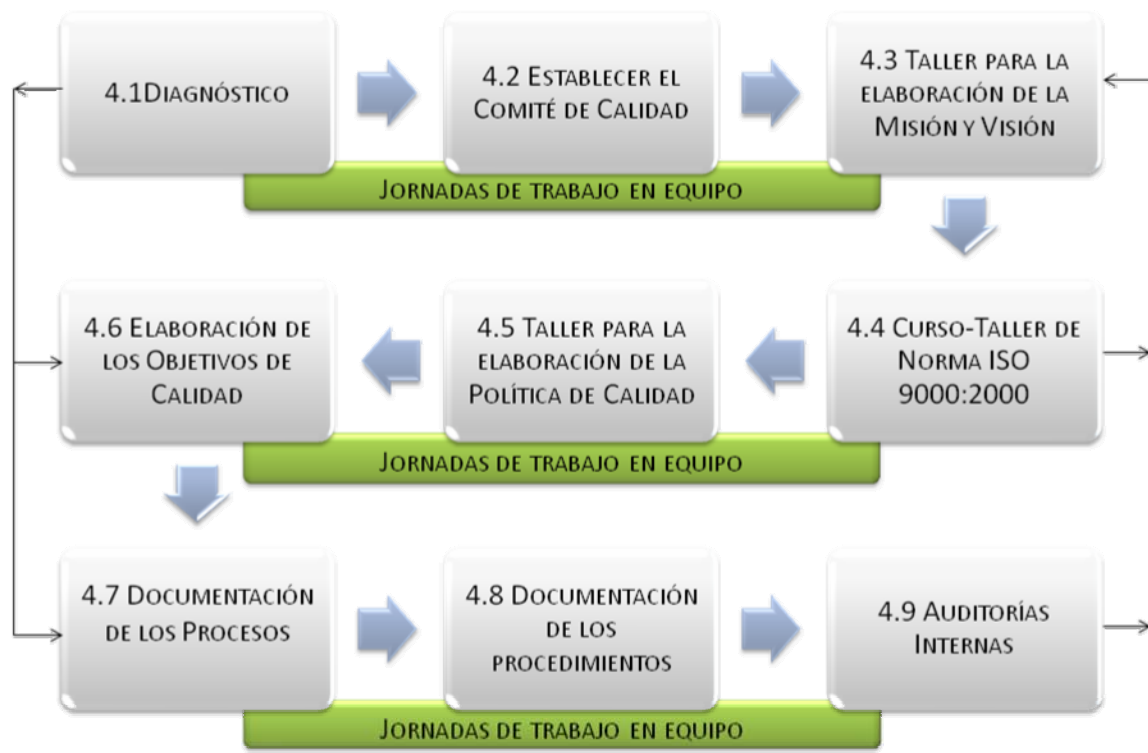 4.1Diagnóstico
4.2 Establecer el
Comité de Calidad
4.3 Taller para la
elaboración de la
Misión y Visión
Jornadas de trabajo en equipo
4.6 Elaboración de
los Objetivos de
Calidad
4.5 Taller para la
elaboración de la
Política de Calidad
4.4 Curso-Taller de
Norma ISO
9000:2000
Jornadas de trabajo en equipo
4.7 Documentación
de los Procesos
4.8 Documentación
de los
procedimientos
4.9 Auditorías
Internas
Jornadas de trabajo en equipo